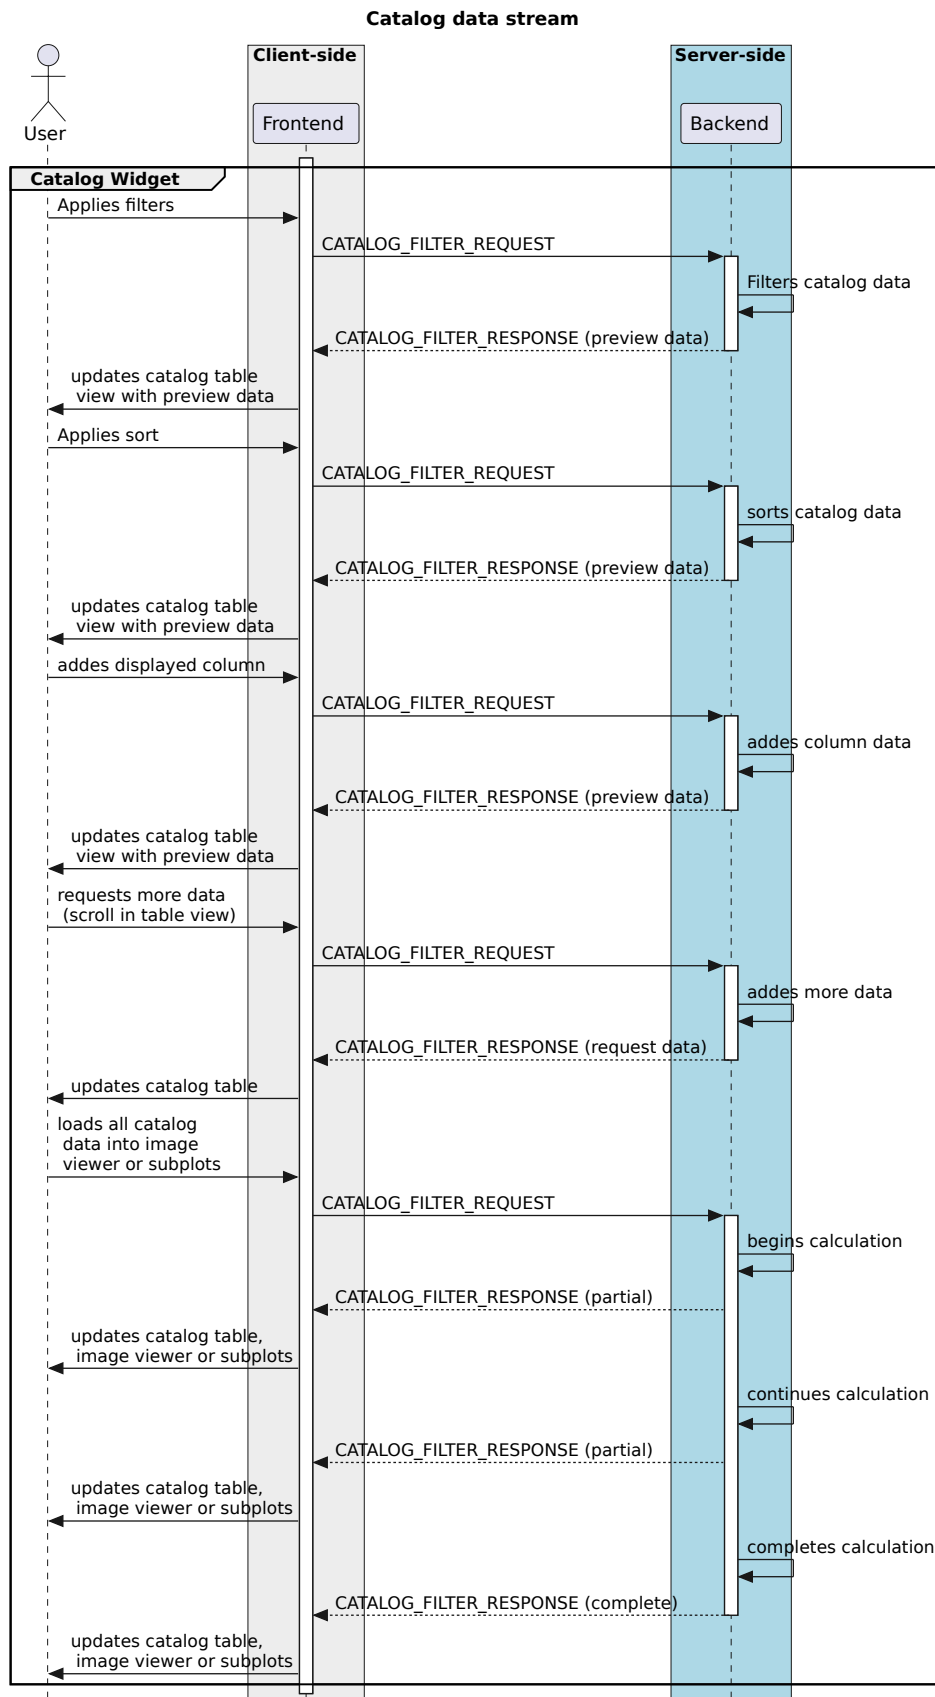 Catalog data stream
Client-side
Server-side
User
Frontend
Backend
Catalog Widget
Applies filters
CATALOG_FILTER_REQUEST
Filters catalog data
CATALOG_FILTER_RESPONSE (preview data)
updates catalog table
view with preview data
Applies sort
CATALOG_FILTER_REQUEST
sorts catalog data
CATALOG_FILTER_RESPONSE (preview data)
updates catalog table
view with preview data
addes displayed column
CATALOG_FILTER_REQUEST
addes column data
CATALOG_FILTER_RESPONSE (preview data)
updates catalog table
view with preview data
requests more data
(scroll in table view)
CATALOG_FILTER_REQUEST
addes more data
CATALOG_FILTER_RESPONSE (request data)
updates catalog table
loads all catalog
data into image
viewer or subplots
CATALOG_FILTER_REQUEST
begins calculation
CATALOG_FILTER_RESPONSE (partial)
updates catalog table,
image viewer or subplots
continues calculation
CATALOG_FILTER_RESPONSE (partial)
updates catalog table,
image viewer or subplots
completes calculation
CATALOG_FILTER_RESPONSE (complete)
updates catalog table,
image viewer or subplots